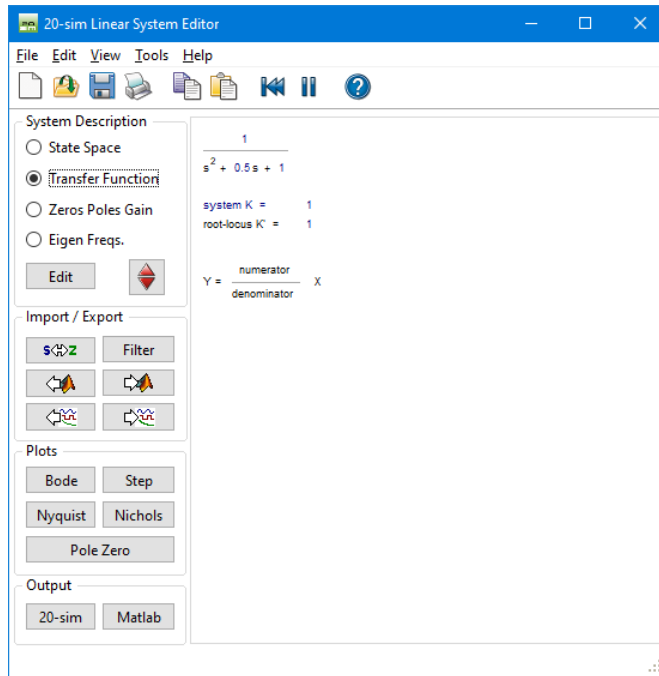 20-sim Linear System Editor
File Edit View Tools Help
System Description
State Space
Transfer Function
Zeros Poles Gain
Eigen Freqs.
Edit
Import / Export
S Z Filter
Plots
Bode Step
Nyquist Nichols
Pole Zero
Output
20-sim Matlab
1
s2 + 0.5 s + 1
system K = 1
root-locus K' = 1
numerator
Y = X
denominator